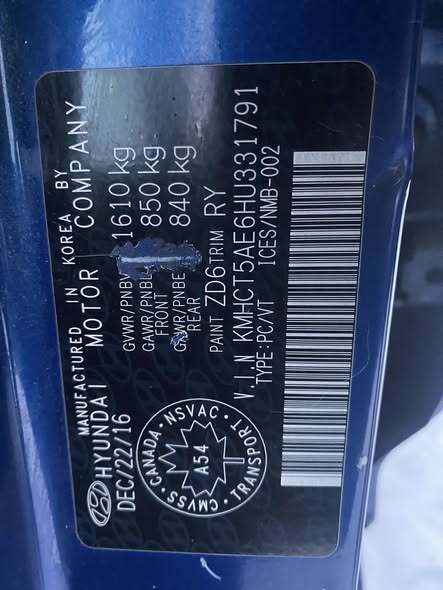 MANUFACTURED IN KOREA BY
HYUNDAI MOTOR COMPANY
DEC/22/16
GVWR/PNBV 1610 kg
GAWR/PNBE 850 kg
FRONT
GAWR/PNBE 840 kg
REAR
PAINT ZD6 TRIM RY
V.I.N KMHCT5AE6HU331791
TYPE:PC/VT ICES/NMB-002
CMVSS · CANADA · NSVAC · TRANSPORT
A54